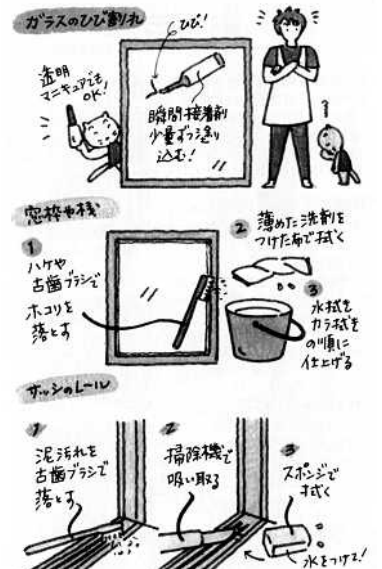 ガラスのひび割れ
ひび!
透明
マニキュアでも
OK!
瞬間接着剤
少量ずつ塗り
込む!
窓枠や桟
1
ハケや
古歯ブラシで
ホコリを
落とす
2 薄めた洗剤を
つけた布で拭く
3
水拭き
カラ拭き
の順に
仕上げる
サッシのレール
1
泥汚れを
古歯ブラシで
落とす
2
掃除機で
吸い取る
3
スポンジで
拭く
水をつけて!